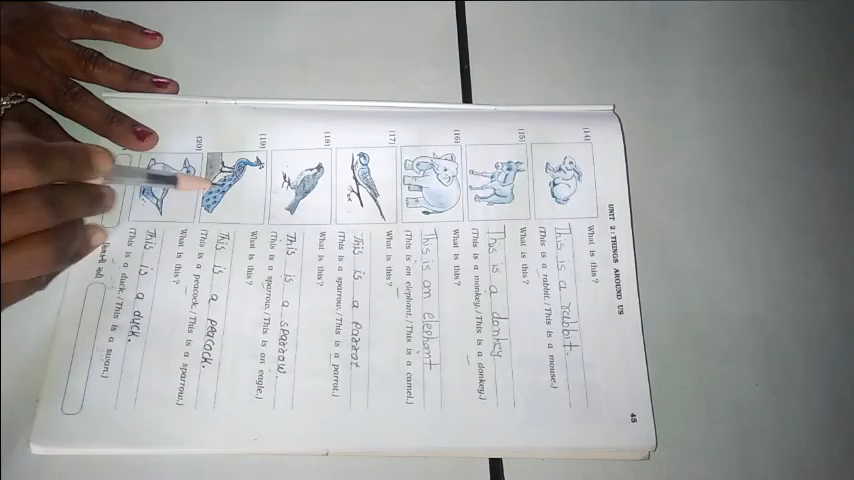 UNIT 2 : THINGS AROUND US
45
(14)
What is this ?
This is a rabbit.
(This is a rabbit. / This is a mouse.)
(15)
What is this ?
This is a donkey.
(This is a monkey. / This is a donkey.)
(16)
What is this ?
This is an elephant
(This is an elephant. / This is a camel.)
(17)
What is this ?
This is a Parrot
(This is a sparrow. / This is a parrot.)
(18)
What is this ?
This is a sparrow.
(This is a sparrow. / This is an eagle.)
(19)
What is this ?
This is a peacock.
(This is a peacock. / This is a sparrow.)
(20)
What is this ?
This is a duck.
(This is a duck. / This is a swan.)